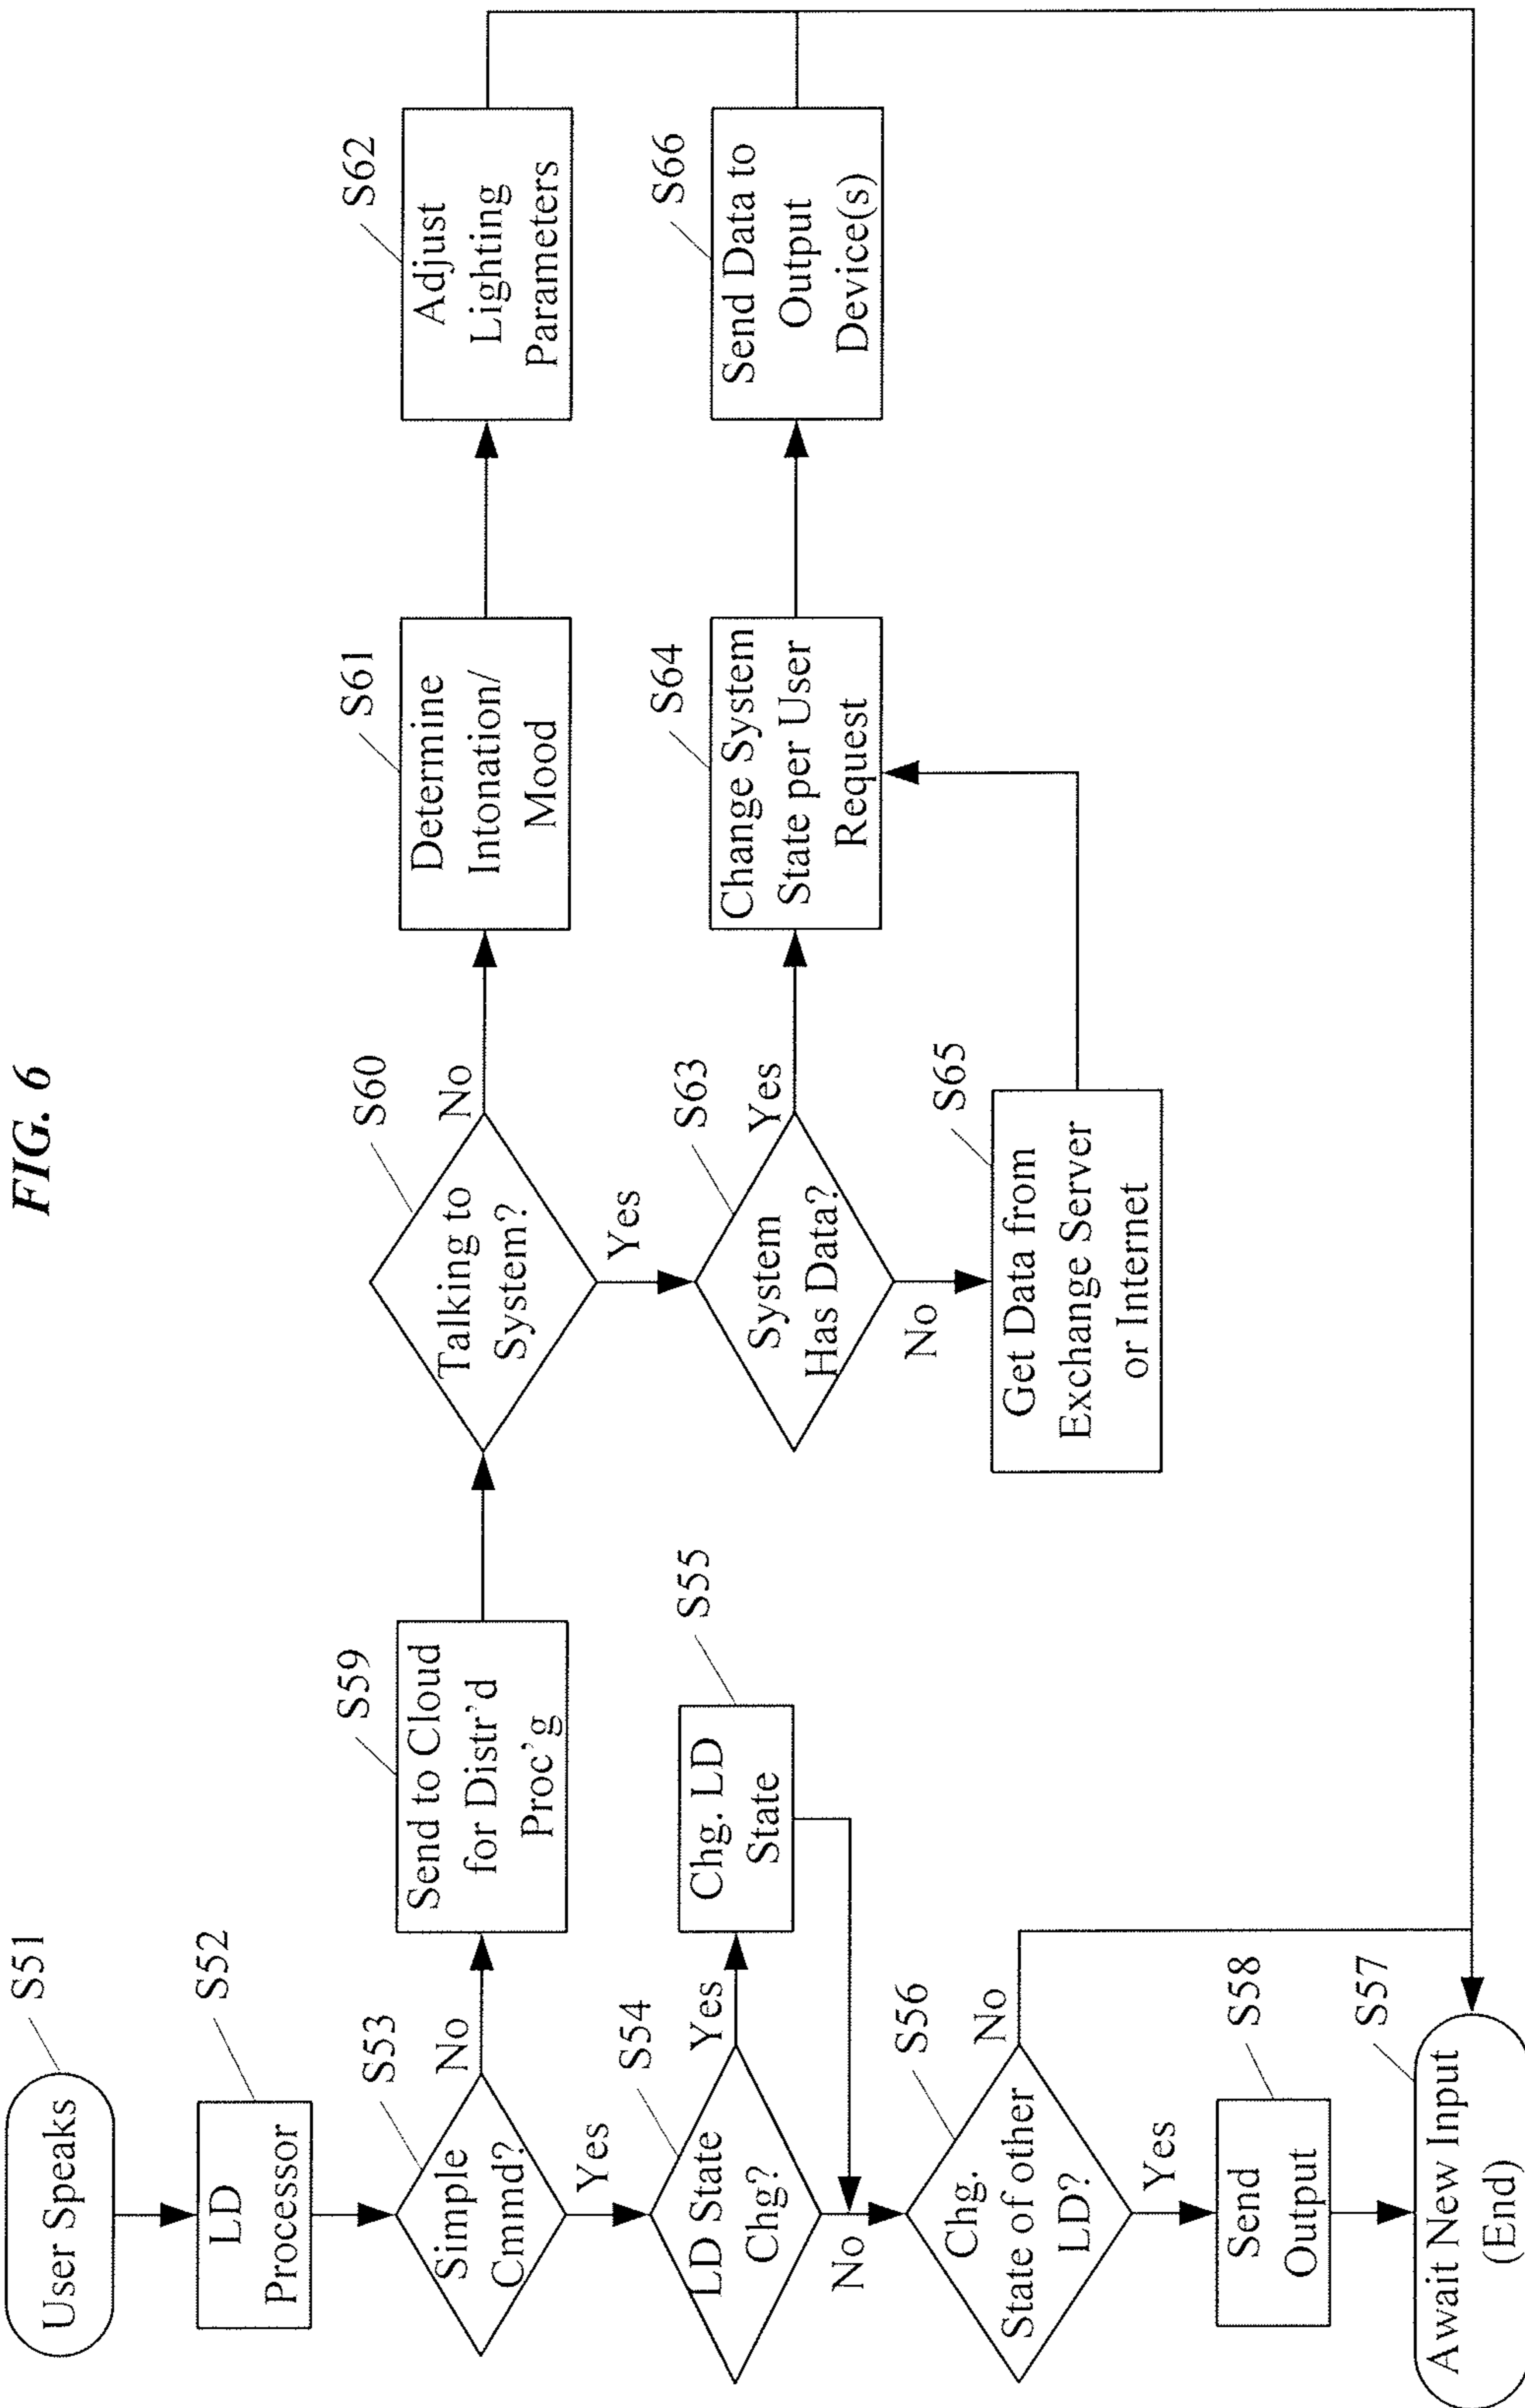 FIG. 6
S51
User Speaks
S52
LD
Processor
S53
Simple
Cmmd?
No
Yes
S59
Send to Cloud
for Distr'd
Proc'g
S60
Talking to
System?
No
Yes
S61
Determine
Intonation/
Mood
S62
Adjust
Lighting
Parameters
S54
LD State
Chg?
Yes
No
S55
Chg. LD
State
S63
System
Has Data?
Yes
No
S64
Change System
State per User
Request
S66
Send Data to
Output
Device(s)
S65
Get Data from
Exchange Server
or Internet
S56
Chg.
State of other
LD?
No
Yes
S58
Send
Output
S57
Await New Input
(End)